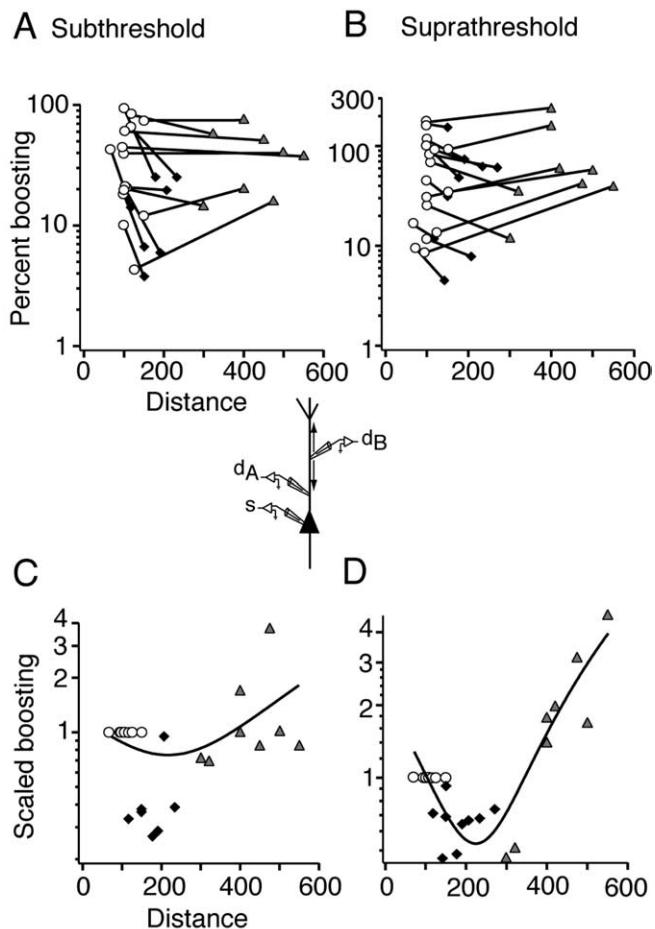 A Subthreshold
B Suprathreshold
Percent boosting
100
10
1
0 200 400 600
Distance
300
100
10
1
0 200 400 600
dA
dB
s
C
D
Scaled boosting
4
3
2
1
0 200 400 600
Distance
4
3
2
1
0 200 400 600